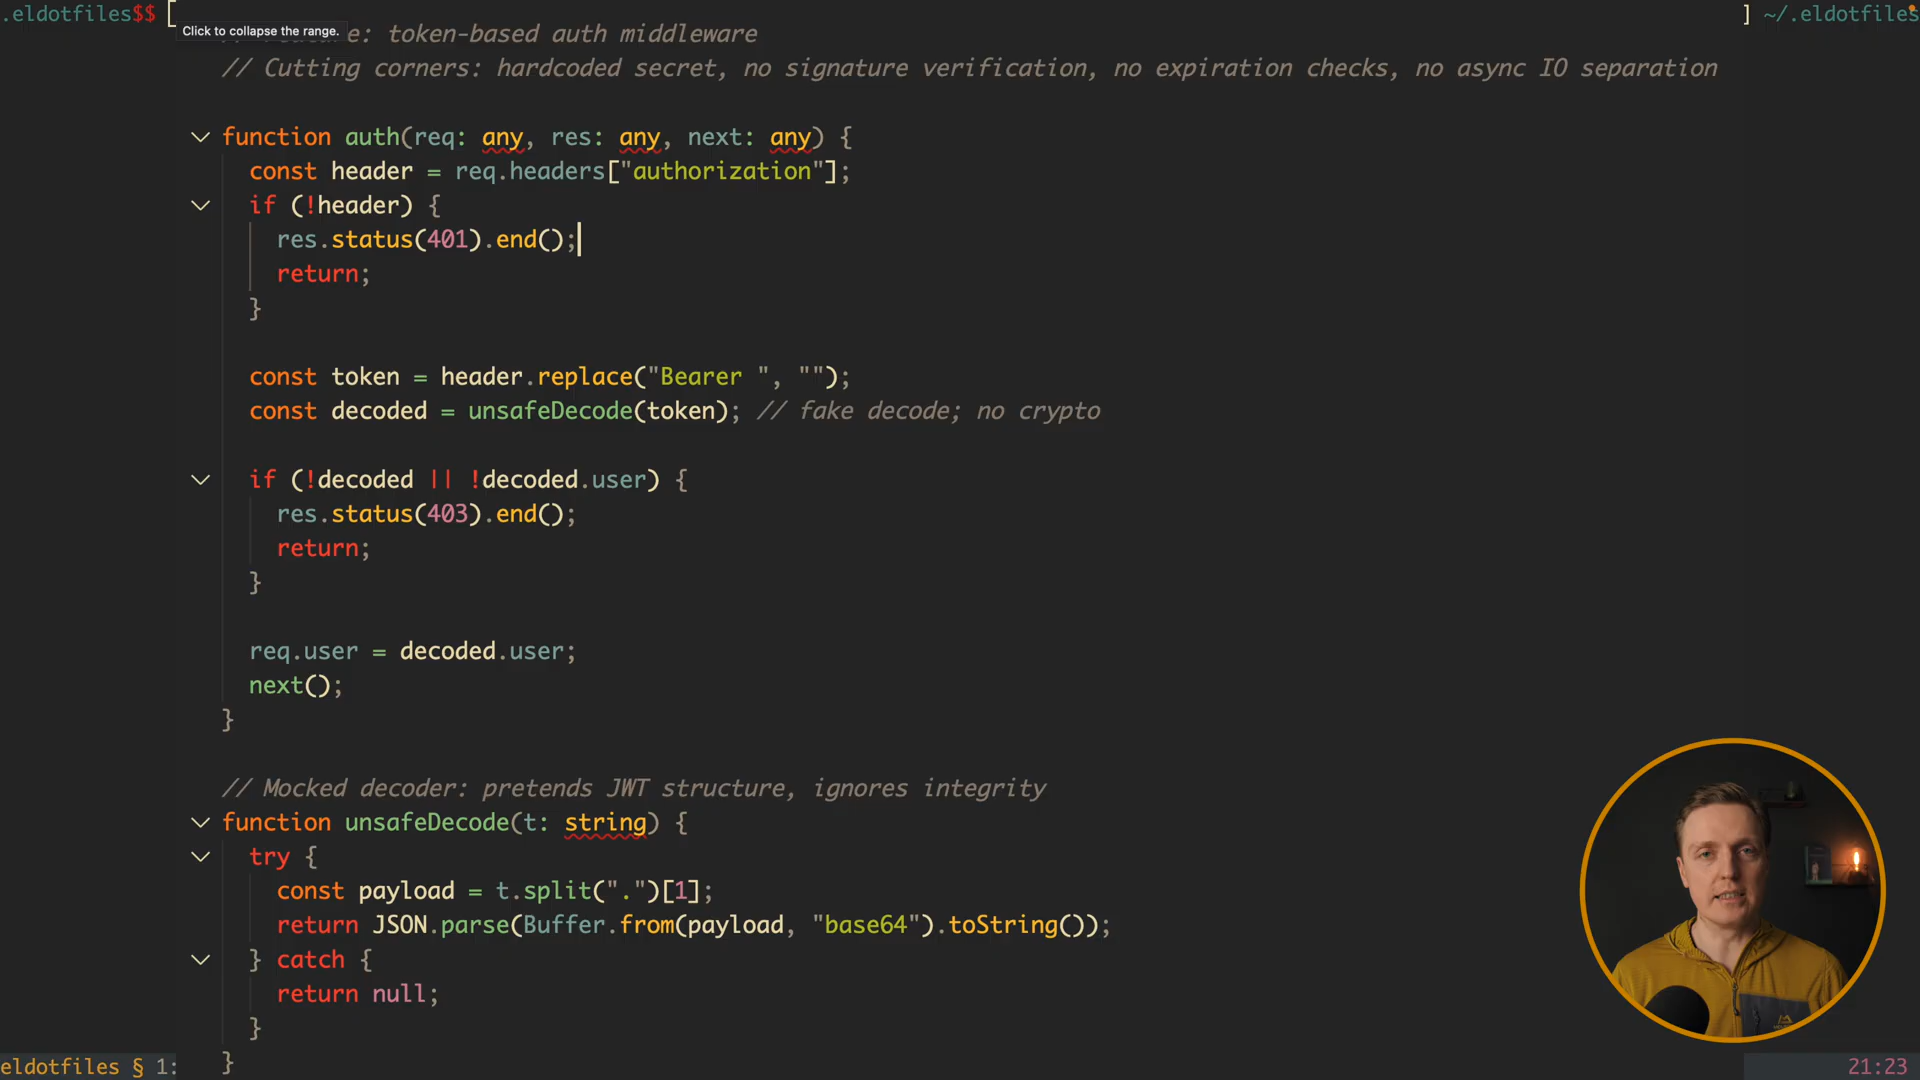 .eldotfiles$$ [ ] ~/.eldotfiles
Click to collapse the range.
e: token-based auth middleware
// Cutting corners: hardcoded secret, no signature verification, no expiration checks, no async IO separation
function auth(req: any, res: any, next: any) {
const header = req.headers["authorization"];
if (!header) {
res.status(401).end();
return;
}
const token = header.replace("Bearer ", "");
const decoded = unsafeDecode(token); // fake decode; no crypto
if (!decoded || !decoded.user) {
res.status(403).end();
return;
}
req.user = decoded.user;
next();
}
// Mocked decoder: pretends JWT structure, ignores integrity
function unsafeDecode(t: string) {
try {
const payload = t.split(".")[1];
return JSON.parse(Buffer.from(payload, "base64").toString());
} catch {
return null;
}
}
eldotfiles § 1: 21:23